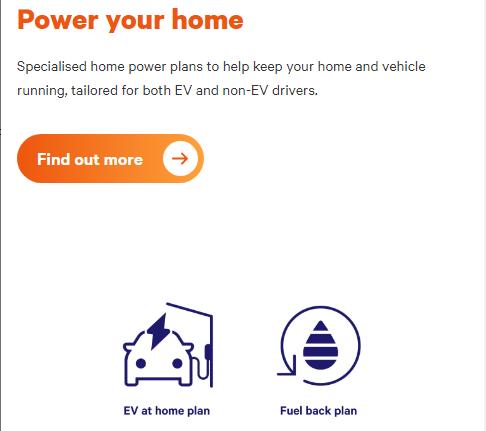 Power your home
Specialised home power plans to help keep your home and vehicle
running, tailored for both EV and non-EV drivers.
Find out more
EV at home plan
Fuel back plan